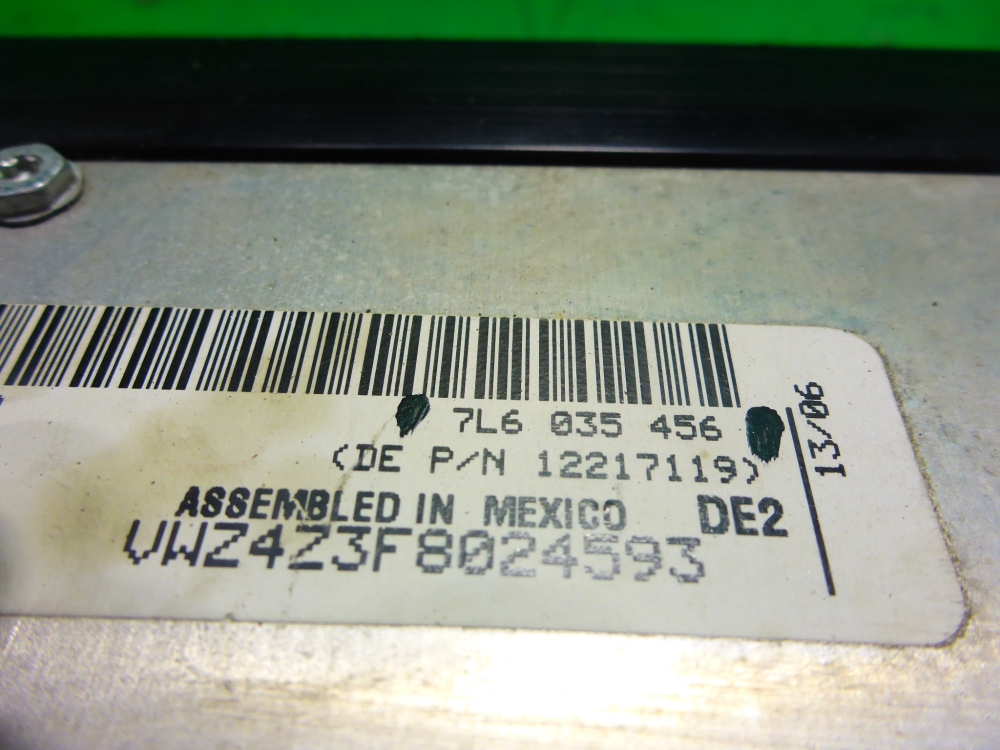 7L6 035 456
(DE P/N 12217119)
ASSEMBLED IN MEXICO DE2
VWZ4Z3F8024593
13/06